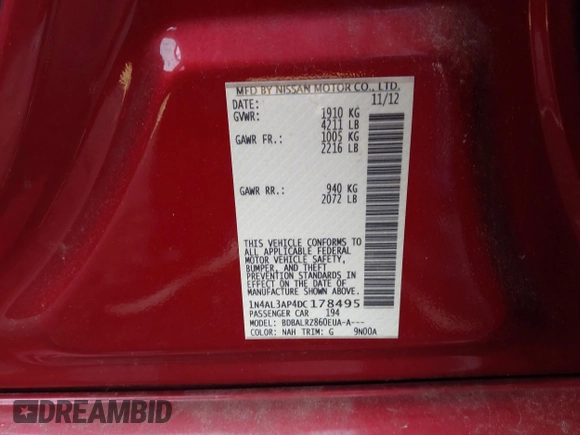 MFD BY NISSAN MOTOR CO., LTD.
DATE: 11/12
GVWR: 1910 KG
4211 LB
GAWR FR.: 1005 KG
2216 LB
GAWR RR.: 940 KG
2072 LB
THIS VEHICLE CONFORMS TO
ALL APPLICABLE FEDERAL
MOTOR VEHICLE SAFETY,
BUMPER, AND THEFT
PREVENTION STANDARDS
IN EFFECT ON THE DATE OF
MANUFACTURE SHOWN ABOVE.
1N4AL3AP4DC 178495
PASSENGER CAR 194
MODEL: BDBALRZ860EUA-A---
COLOR: NAH TRIM: G 9N00A
DREAMBID